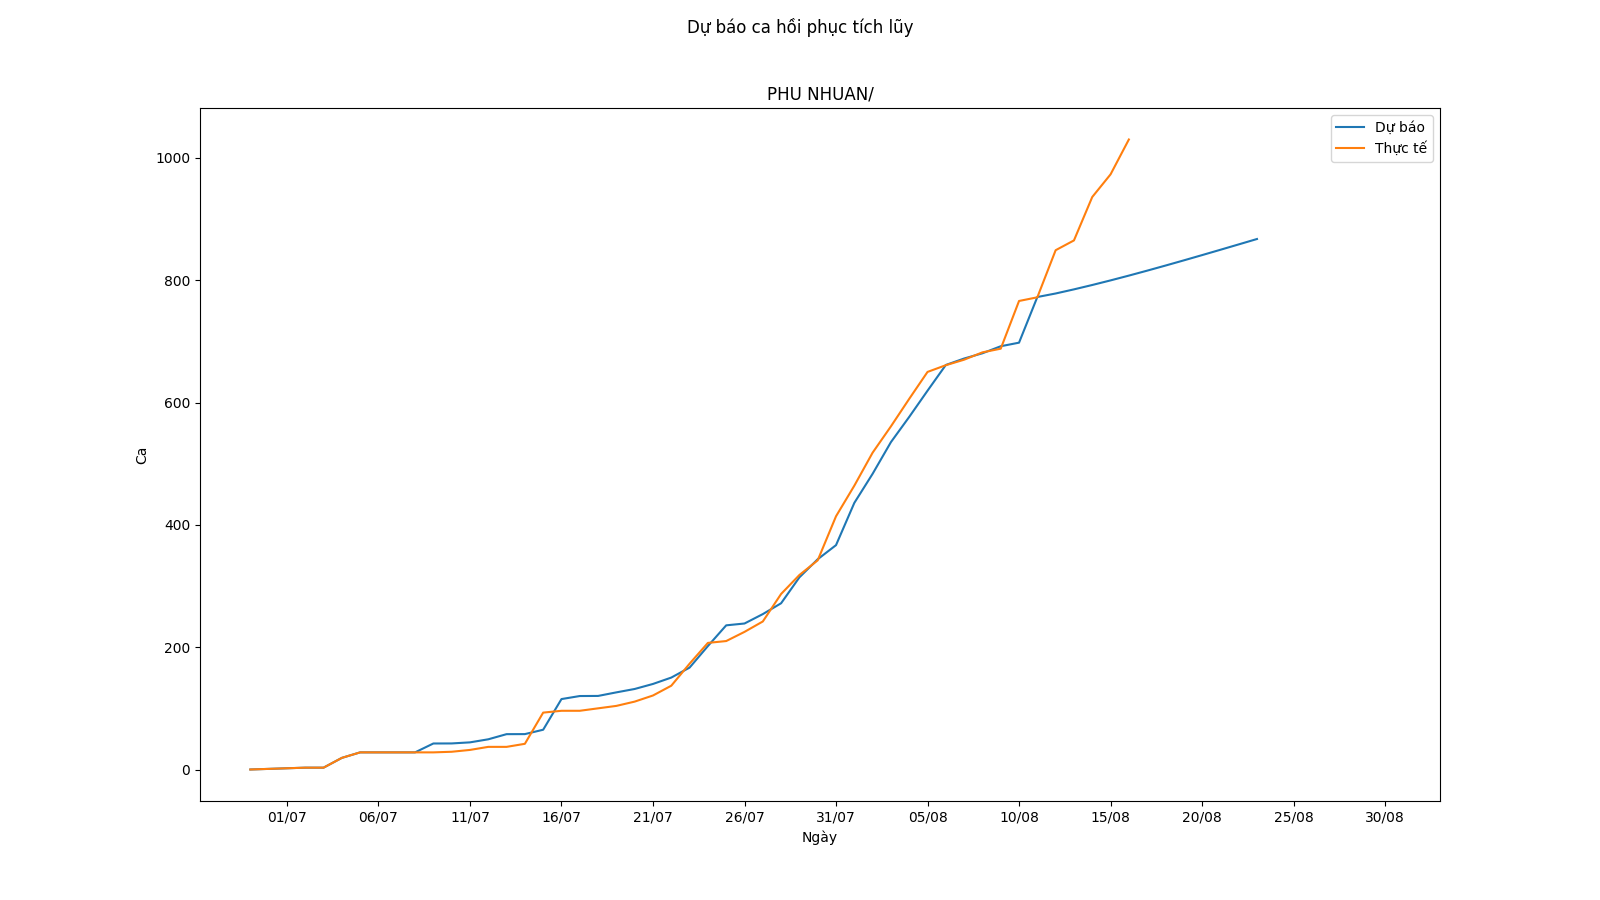 Dự báo ca hồi phục tích lũy
PHU NHUAN/
Dự báo
Thực tế
1000
800
600
400
200
0
Ca
01/07 06/07 11/07 16/07 21/07 26/07 31/07 05/08 10/08 15/08 20/08 25/08 30/08
Ngày